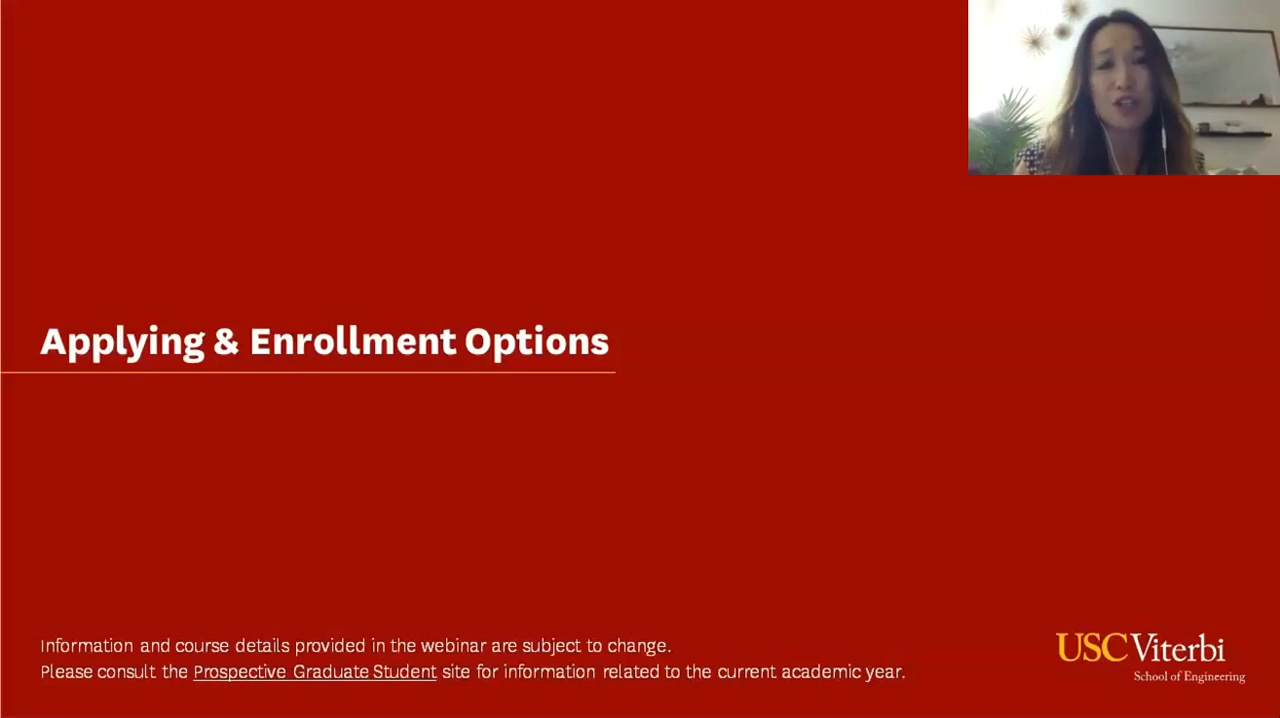 Applying & Enrollment Options
Information and course details provided in the webinar are subject to change.
Please consult the Prospective Graduate Student site for information related to the current academic year.
USC Viterbi
School of Engineering